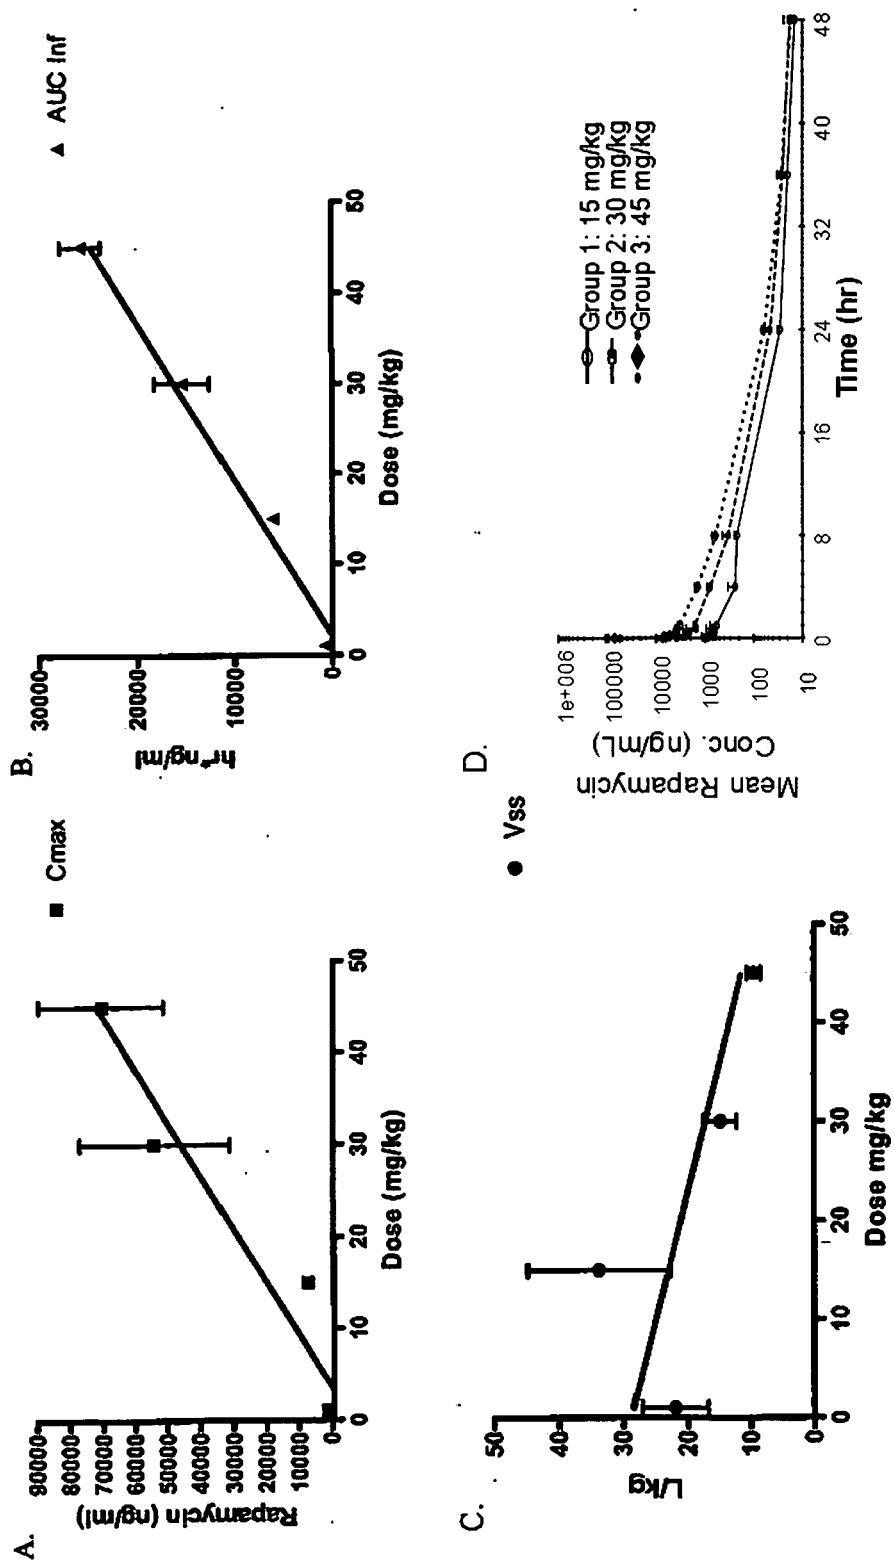 A.
■ Cmax
Rapamycin (ng/ml)
90000
80000
70000
60000
50000
40000
30000
20000
10000
0
0 10 20 30 40 50
Dose (mg/kg)
B.
▲ AUC Inf
hr*ng/ml
30000
20000
10000
0
0 10 20 30 40 50
Dose (mg/kg)
C.
● Vss
L/kg
50
40
30
20
10
0
0 10 20 30 40 50
Dose mg/kg
D.
Mean Rapamycin
Conc. (ng/mL)
1e+006
100000
10000
1000
100
10
0 8 16 24 32 40 48
Time (hr)
Group 1: 15 mg/kg
Group 2: 30 mg/kg
Group 3: 45 mg/kg